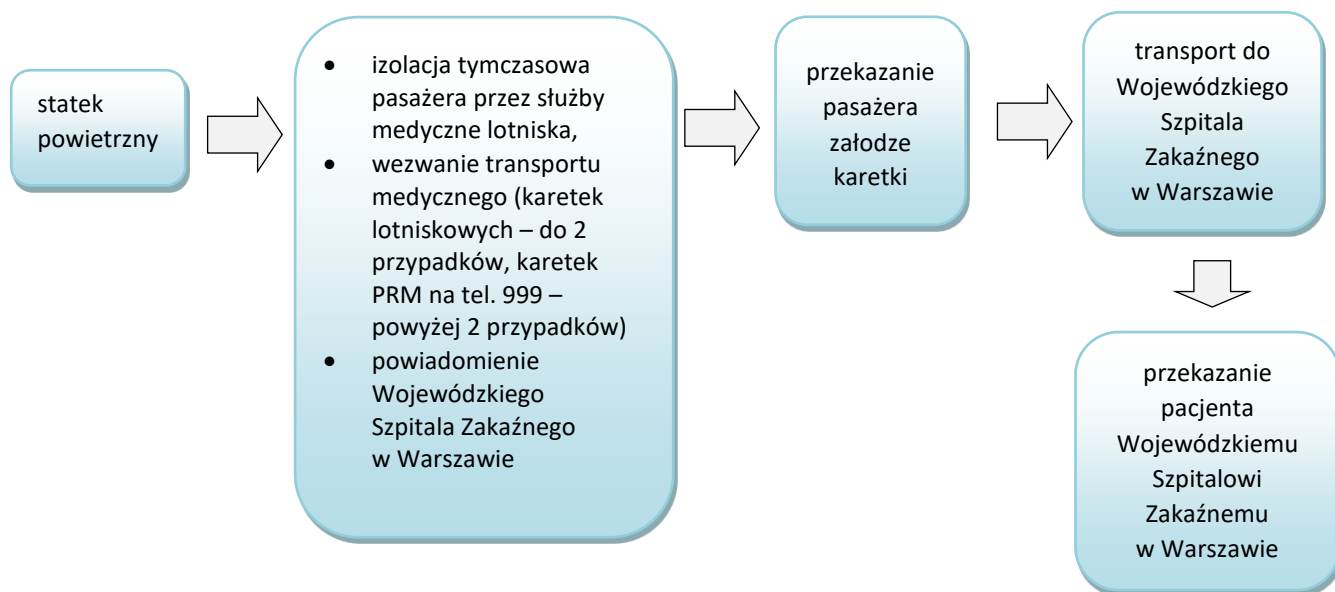 statek
powietrzny
• izolacja tymczasowa
pasażera przez służby
medyczne lotniska,
• wezwanie transportu
medycznego (karetek
lotniskowych – do 2
przypadków, karetek
PRM na tel. 999 –
powyżej 2 przypadków)
• powiadomienie
Wojewódzkiego
Szpitala Zakaźnego
w Warszawie
przekazanie
pasażera
załodze
karetki
transport do
Wojewódzkiego
Szpitala
Zakaźnego
w Warszawie
przekazanie
pacjenta
Wojewódzkiemu
Szpitalowi
Zakaźnemu
w Warszawie